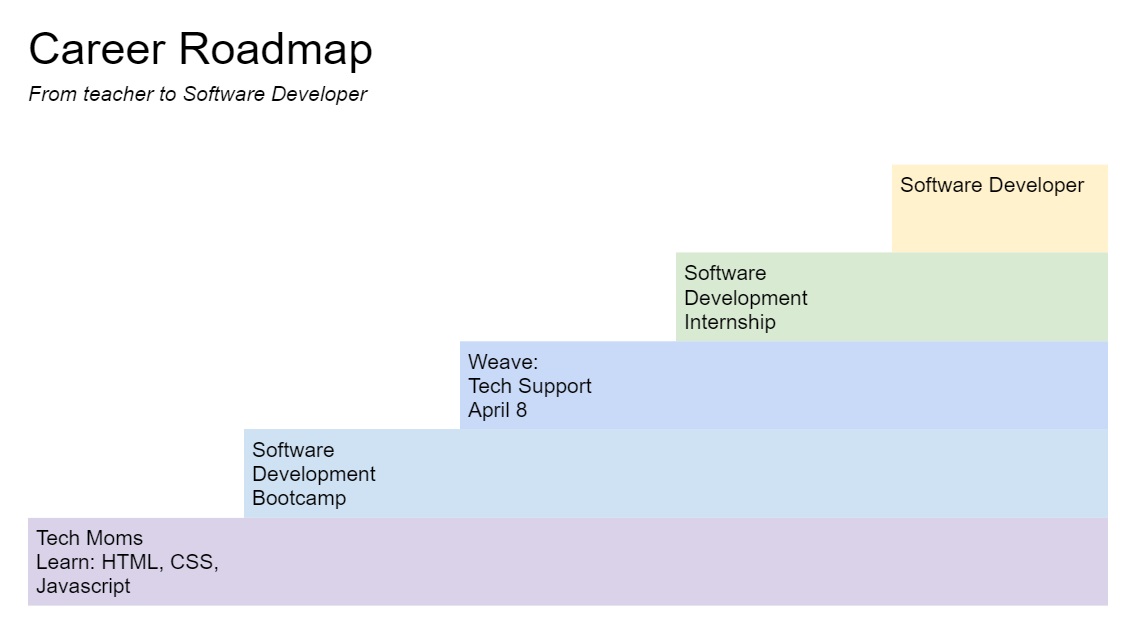 Career Roadmap
From teacher to Software Developer
Software Developer
Software
Development
Internship
Weave:
Tech Support
April 8
Software
Development
Bootcamp
Tech Moms
Learn: HTML, CSS,
Javascript